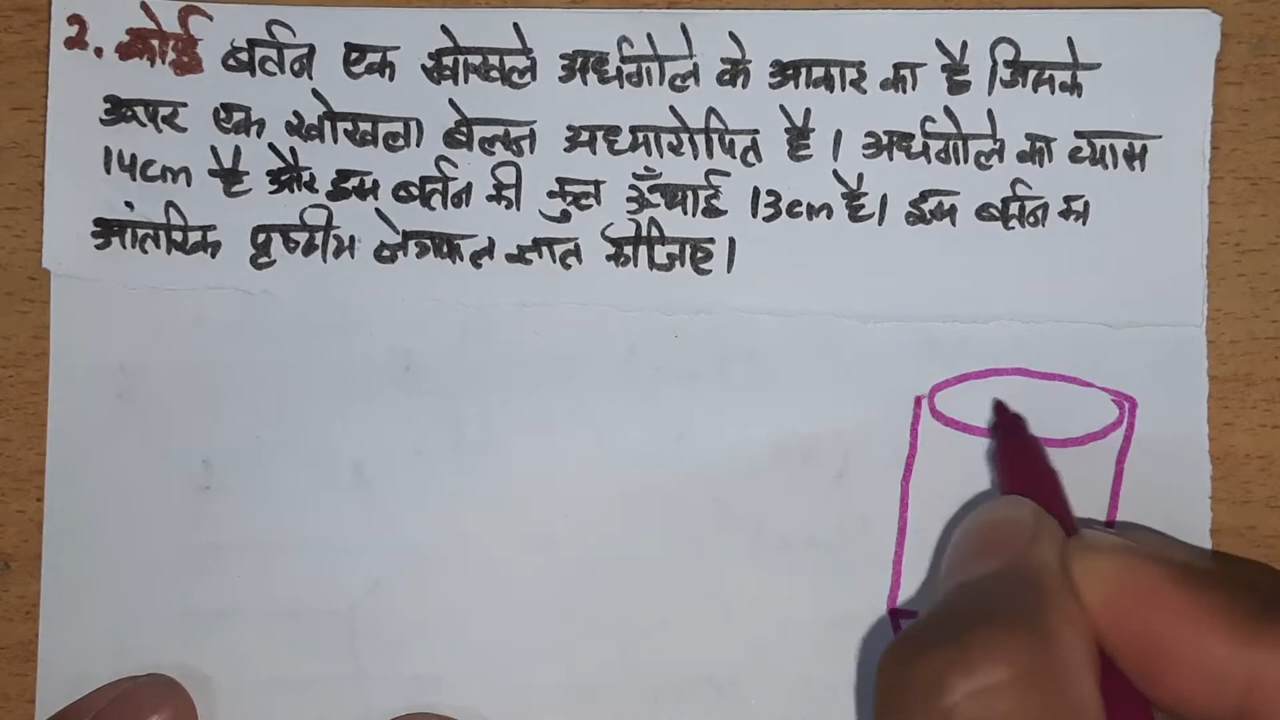 2. कोई बर्तन एक खोखले अर्धगोले के आकार का है जिसके
ऊपर एक खोखला बेलन अध्यारोपित है। अर्धगोले का व्यास
14cm है और इस बर्तन की कुल ऊँचाई 13cm है। इस बर्तन का
आंतरिक पृष्ठीय क्षेत्रफल ज्ञात कीजिए।